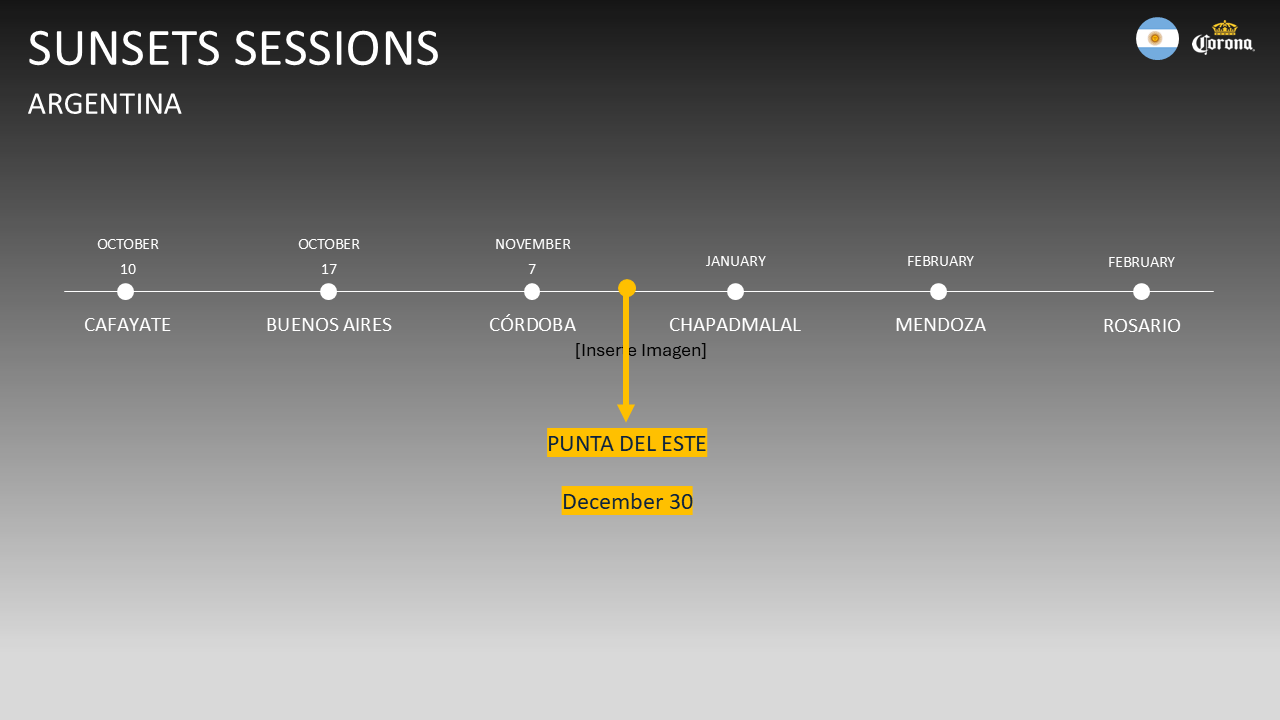 SUNSETS SESSIONS
Corona
ARGENTINA
OCTOBER
10
OCTOBER
17
NOVEMBER
7
JANUARY
FEBRUARY
FEBRUARY
CAFAYATE
BUENOS AIRES
CÓRDOBA
CHAPADMALAL
MENDOZA
ROSARIO
[Inserte Imagen]
PUNTA DEL ESTE
December 30